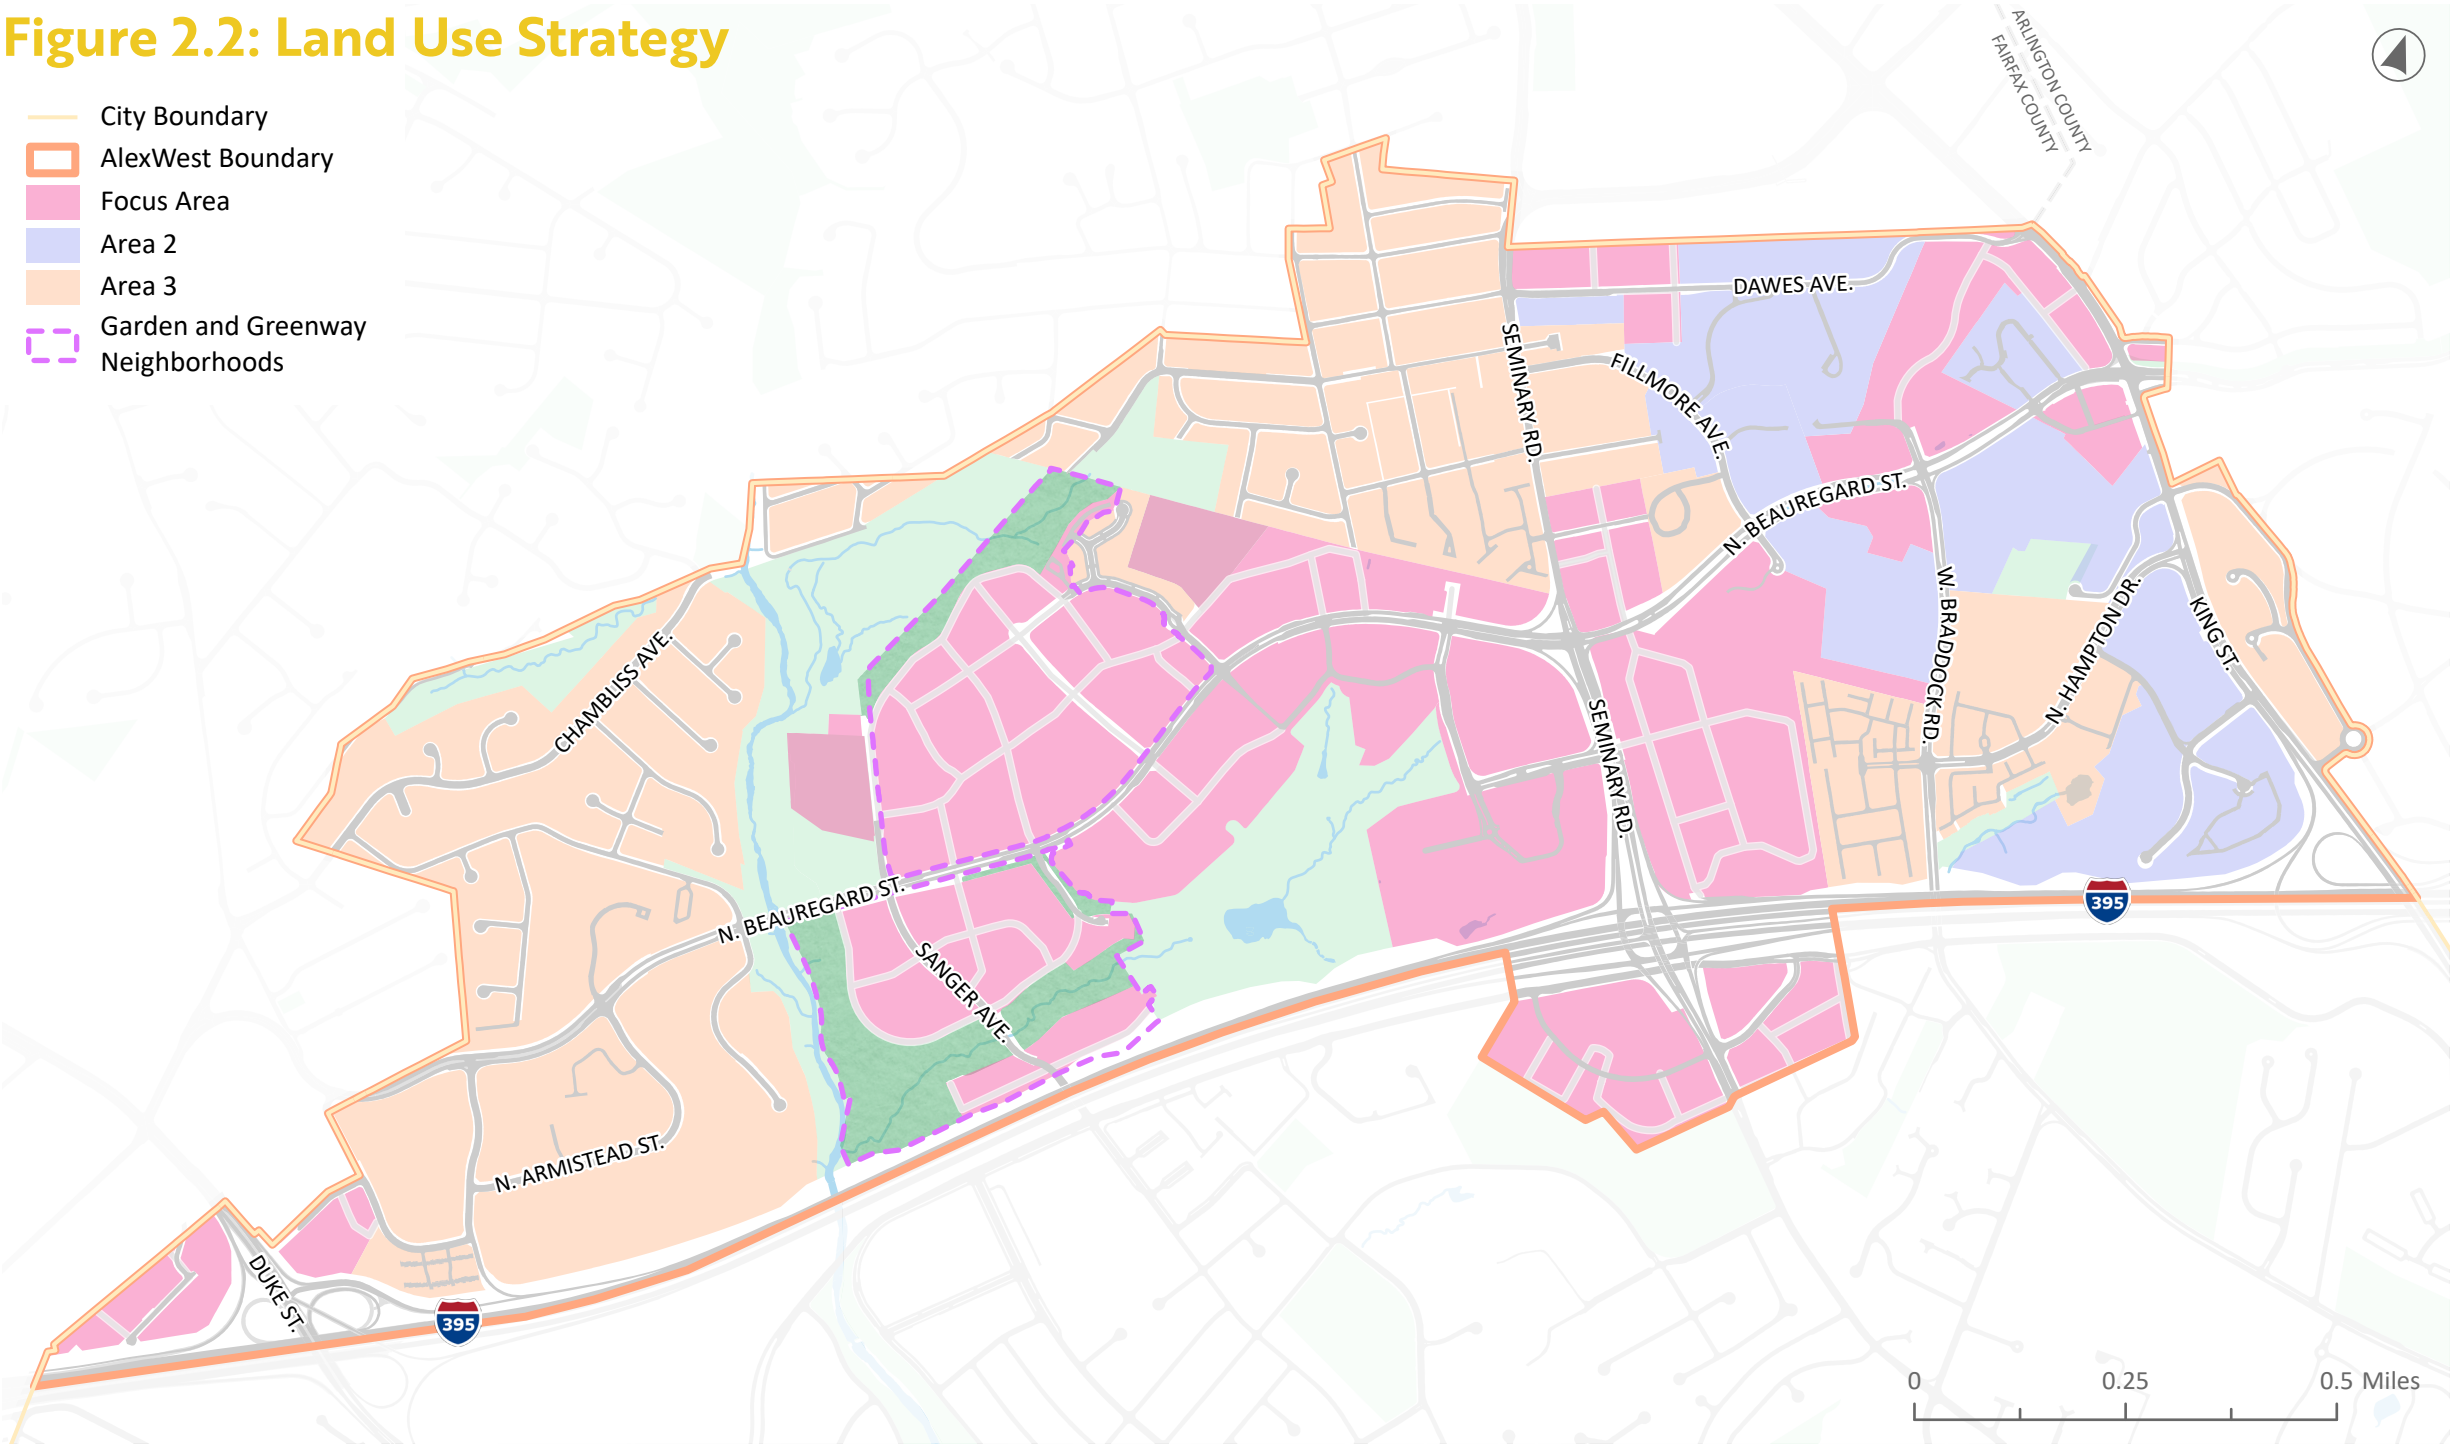 Figure 2.2: Land Use Strategy
City Boundary
AlexWest Boundary
Focus Area
Area 2
Area 3
Garden and Greenway
Neighborhoods
ARLINGTON COUNTY
FAIRFAX COUNTY
DAWES AVE.
SEMINARY RD.
FILLMORE AVE.
N. BEAUREGARD ST.
W. BRADDOCK RD.
N. HAMPTON DR.
KING ST.
CHAMBLISS AVE.
SEMINARY RD.
N. BEAUREGARD ST.
395
SANGER AVE.
N. ARMISTEAD ST.
DUKE ST.
395
0 0.25 0.5 Miles